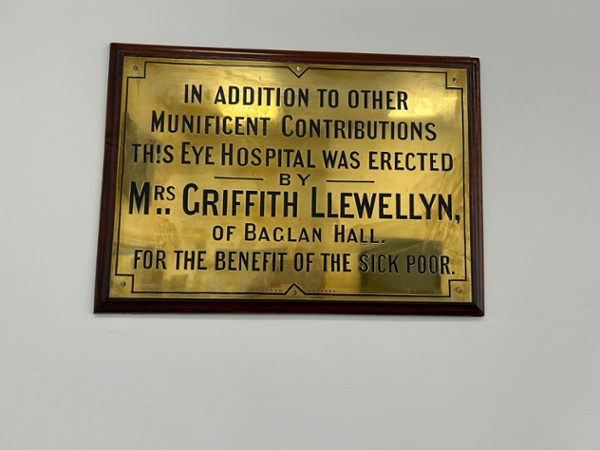 IN ADDITION TO OTHER
MUNIFICENT CONTRIBUTIONS
THIS EYE HOSPITAL WAS ERECTED
BY
MRS. GRIFFITH LLEWELLYN,
OF BAGLAN HALL.
FOR THE BENEFIT OF THE SICK POOR.